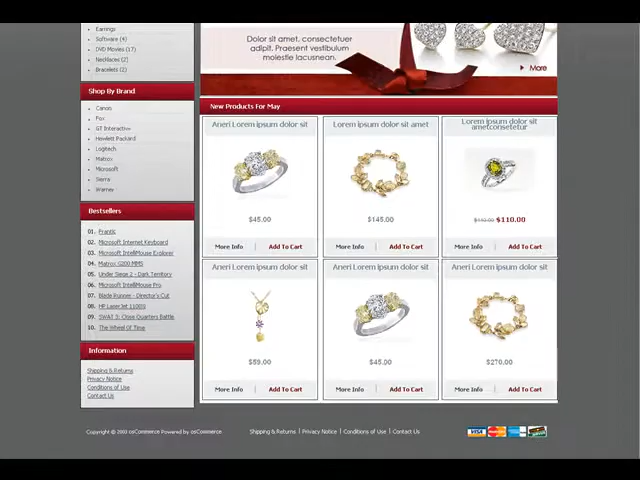 Earrings
Software (4)
DVD Movies (17)
Necklaces (2)
Bracelets (2)
Shop By Brand
Canon
Fox
GT Interactive
Hewlett Packard
Logitech
Matrox
Microsoft
Sierra
Warner
Bestsellers
01. Frantic
02. Microsoft Internet Keyboard
03. Microsoft IntelliMouse Explorer
04. Matrox G200 MMS
05. Under Siege 2 - Dark Territory
06. Microsoft IntelliMouse Pro
07. Blade Runner - Director's Cut
08. HP LaserJet 1100Xi
09. SWAT 3: Close Quarters Battle
10. The Wheel Of Time
Information
Shipping & Returns
Privacy Notice
Conditions of Use
Contact Us
Dolor sit amet, consectetuer
adipit. Praesent vestibulum
molestie lacusnean.
More
New Products For May
Aneri Lorem ipsum dolor sit
$45.00
More Info | Add To Cart
Lorem ipsum dolor sit amet
$145.00
More Info | Add To Cart
Lorem ipsum dolor sit
ametconsetetur
$140.00 $110.00
More Info | Add To Cart
Aneri Lorem ipsum dolor sit
$59.00
More Info | Add To Cart
Aneri Lorem ipsum dolor sit
$45.00
More Info | Add To Cart
Aneri Lorem ipsum dolor sit
$270.00
More Info | Add To Cart
Copyright © 2003 osCommerce Powered by osCommerce
Shipping & Returns | Privacy Notice | Conditions of Use | Contact Us
VISA